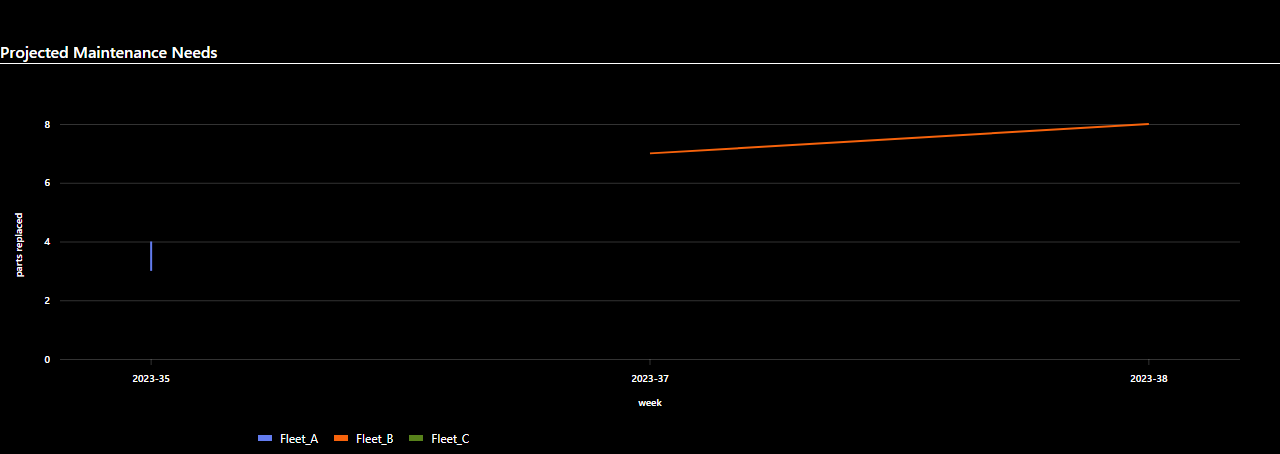 Projected Maintenance Needs
8
6
4
2
0
parts replaced
2023-35 2023-37 2023-38
week
Fleet_A Fleet_B Fleet_C